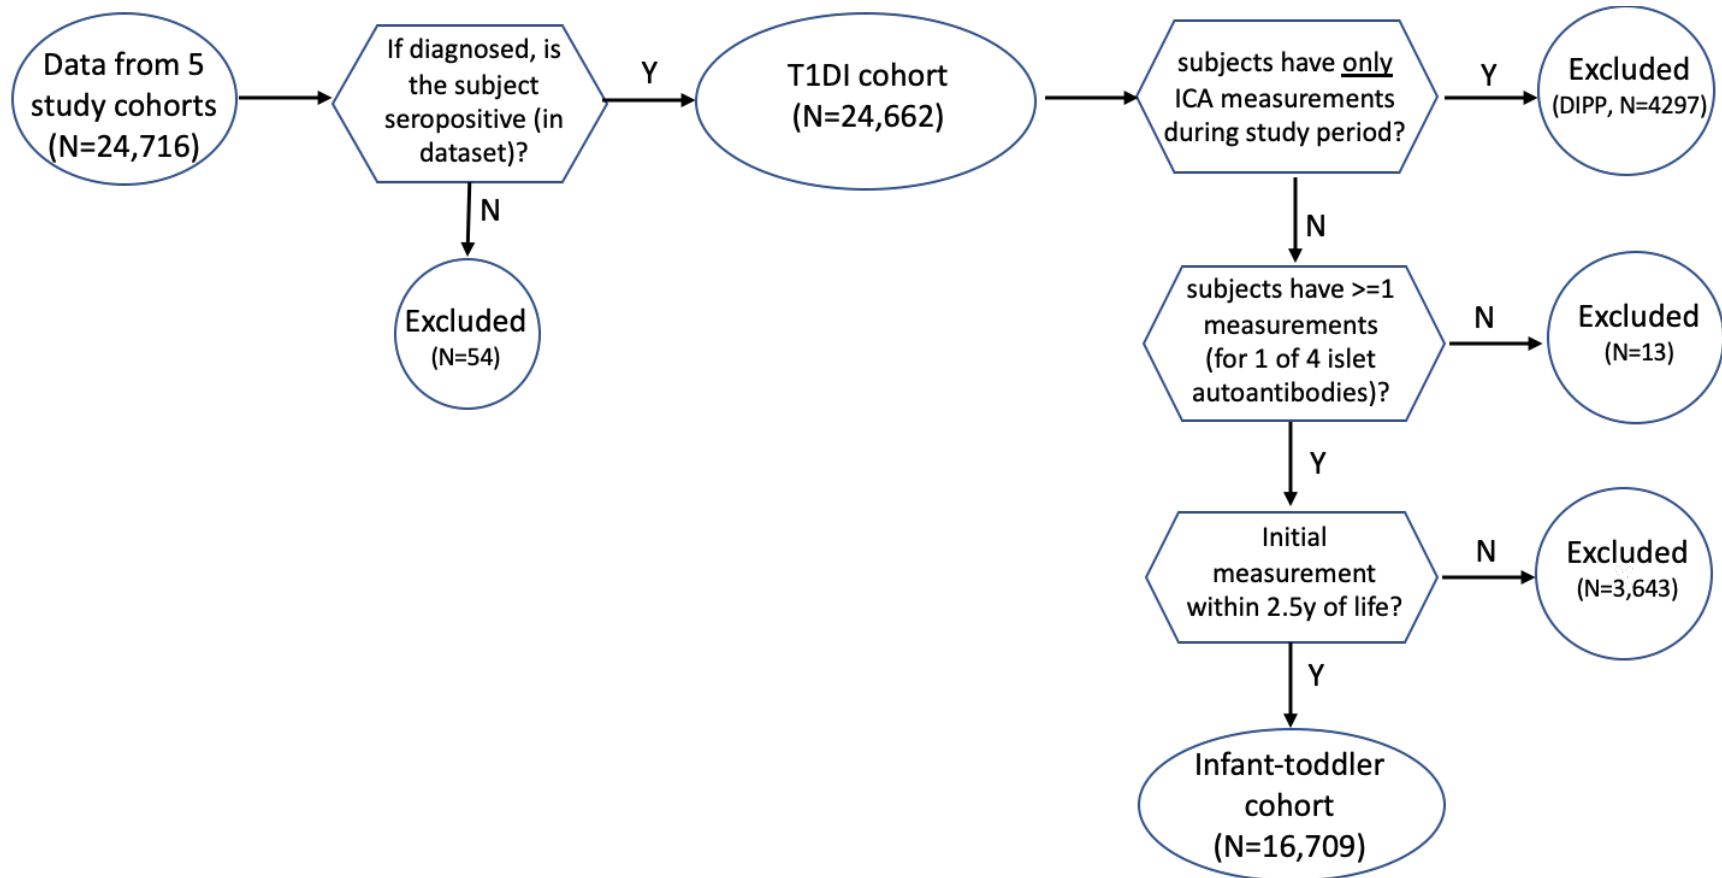 Data from 5
study cohorts
(N=24,716)
If diagnosed, is
the subject
seropositive (in
dataset)?
Y
N
Excluded
(N=54)
T1DI cohort
(N=24,662)
subjects have only
ICA measurements
during study period?
Y
Excluded
(DIPP, N=4297)
N
subjects have >=1
measurements
(for 1 of 4 islet
autoantibodies)?
N
Excluded
(N=13)
Y
Initial
measurement
within 2.5y of life?
N
Excluded
(N=3,643)
Y
Infant-toddler
cohort
(N=16,709)